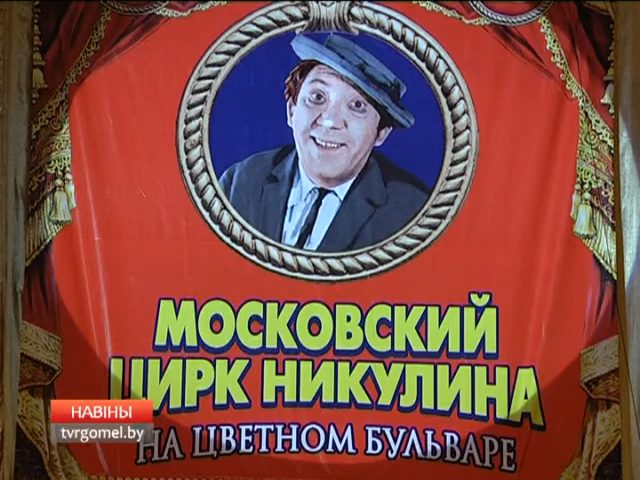 МОСКОВСКИЙ
ЦИРК НИКУЛИНА
НА ЦВЕТНОМ БУЛЬВАРЕ
НАВІНЫ
tvrgomel.by